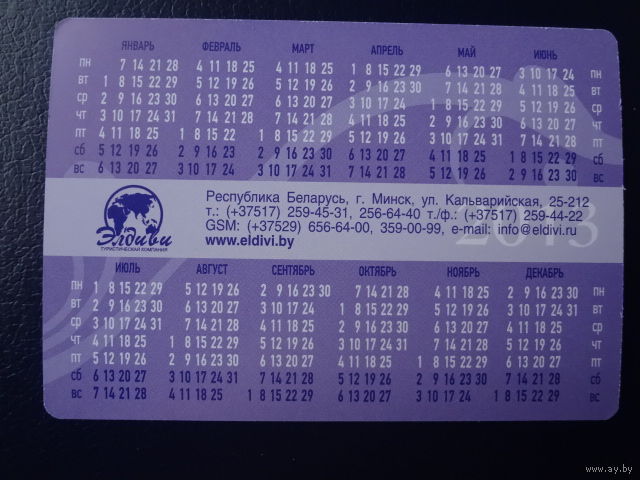 ЯНВАРЬ ФЕВРАЛЬ МАРТ АПРЕЛЬ МАЙ ИЮНЬ
ПН 7 14 21 28 4 11 18 25 4 11 18 25 1 8 15 22 29 6 13 20 27 3 10 17 24 ПН
ВТ 1 8 15 22 29 5 12 19 26 5 12 19 26 2 9 16 23 30 7 14 21 28 4 11 18 25 ВТ
СР 2 9 16 23 30 6 13 20 27 6 13 20 27 3 10 17 24 1 8 15 22 29 5 12 19 26 СР
ЧТ 3 10 17 24 31 7 14 21 28 7 14 21 28 4 11 18 25 2 9 16 23 30 6 13 20 27 ЧТ
ПТ 4 11 18 25 1 8 15 22 1 8 15 22 29 5 12 19 26 3 10 17 24 31 7 14 21 28 ПТ
СБ 5 12 19 26 2 9 16 23 2 9 16 23 30 6 13 20 27 4 11 18 25 1 8 15 22 29 СБ
ВС 6 13 20 27 3 10 17 24 3 10 17 24 31 7 14 21 28 5 12 19 26 2 9 16 23 30 ВС
Элдиви
ТУРИСТИЧЕСКАЯ КОМПАНИЯ
Республика Беларусь, г. Минск, ул. Кальварийская, 25-212
т.: (+37517) 259-45-31, 256-64-40 т./ф.: (+37517) 259-44-22
GSM: (+37529) 656-64-00, 359-00-99, e-mail: info@eldivi.ru
www.eldivi.by
2013
ИЮЛЬ АВГУСТ СЕНТЯБРЬ ОКТЯБРЬ НОЯБРЬ ДЕКАБРЬ
ПН 1 8 15 22 29 5 12 19 26 2 9 16 23 30 7 14 21 28 4 11 18 25 2 9 16 23 30 ПН
ВТ 2 9 16 23 30 6 13 20 27 3 10 17 24 1 8 15 22 29 5 12 19 26 3 10 17 24 31 ВТ
СР 3 10 17 24 31 7 14 21 28 4 11 18 25 2 9 16 23 30 6 13 20 27 4 11 18 25 СР
ЧТ 4 11 18 25 1 8 15 22 29 5 12 19 26 3 10 17 24 31 7 14 21 28 5 12 19 26 ЧТ
ПТ 5 12 19 26 2 9 16 23 30 6 13 20 27 4 11 18 25 1 8 15 22 29 6 13 20 27 ПТ
СБ 6 13 20 27 3 10 17 24 31 7 14 21 28 5 12 19 26 2 9 16 23 30 7 14 21 28 СБ
ВС 7 14 21 28 4 11 18 25 1 8 15 22 29 6 13 20 27 3 10 17 24 1 8 15 22 29 ВС
www.ay.by